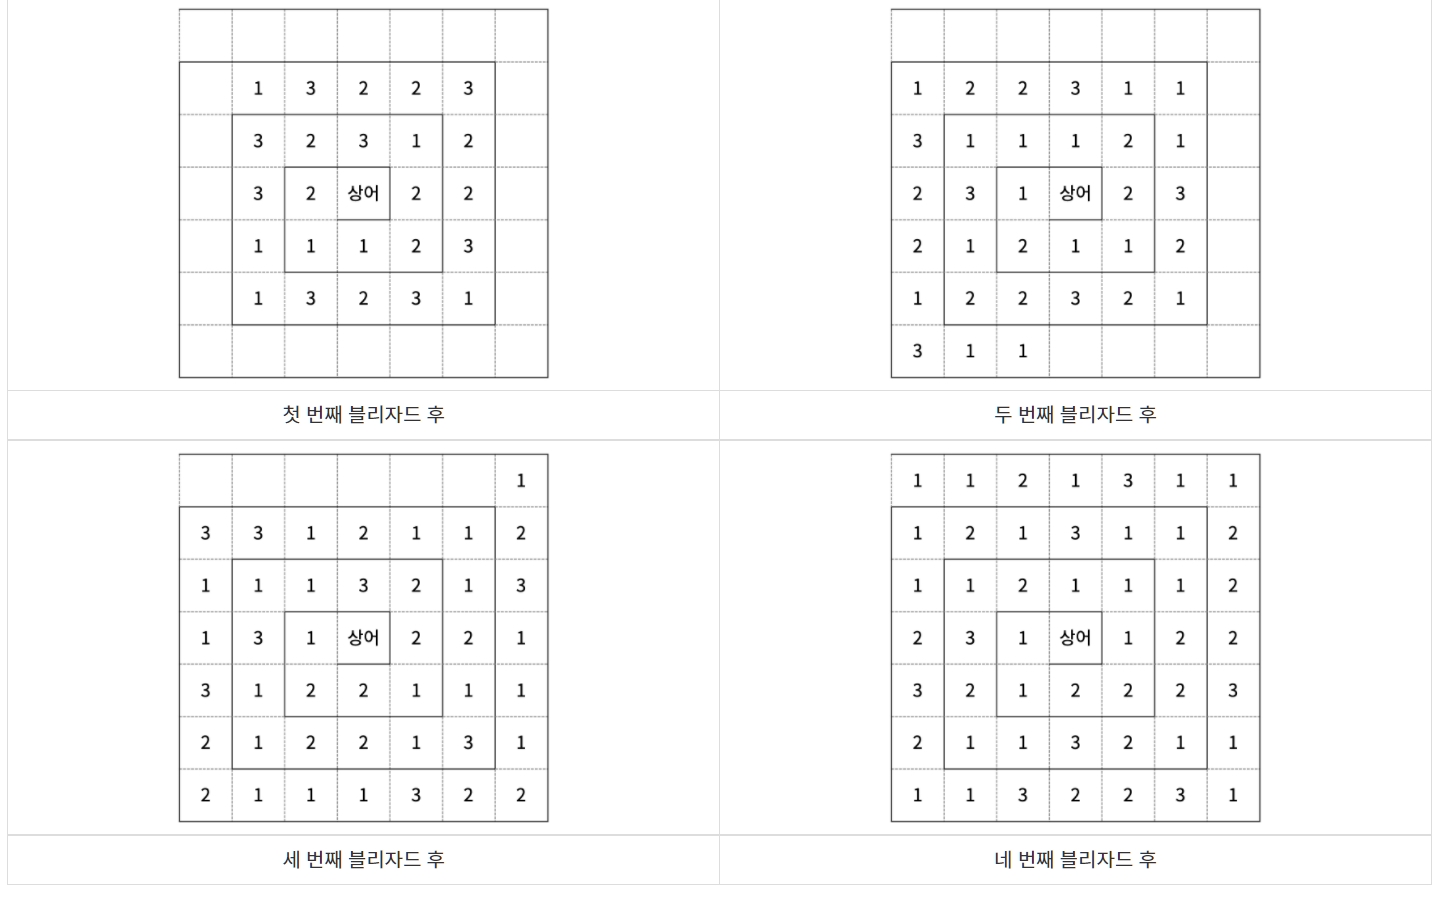 1 3 2 2 3
3 2 3 1 2
3 2 상어 2 2
1 1 1 2 3
1 3 2 3 1
첫 번째 블리자드 후
1 2 2 3 1 1
3 1 1 1 2 1
2 3 1 상어 2 3
2 1 2 1 1 2
1 2 2 3 2 1
3 1 1
두 번째 블리자드 후
1
3 3 1 2 1 1 2
1 1 1 3 2 1 3
1 3 1 상어 2 2 1
3 1 2 2 1 1 1
2 1 2 2 1 3 1
2 1 1 1 3 2 2
세 번째 블리자드 후
1 1 2 1 3 1 1
1 2 1 3 1 1 2
1 1 2 1 1 1 2
2 3 1 상어 1 2 2
3 2 1 2 2 2 3
2 1 1 3 2 1 1
1 1 3 2 2 3 1
네 번째 블리자드 후